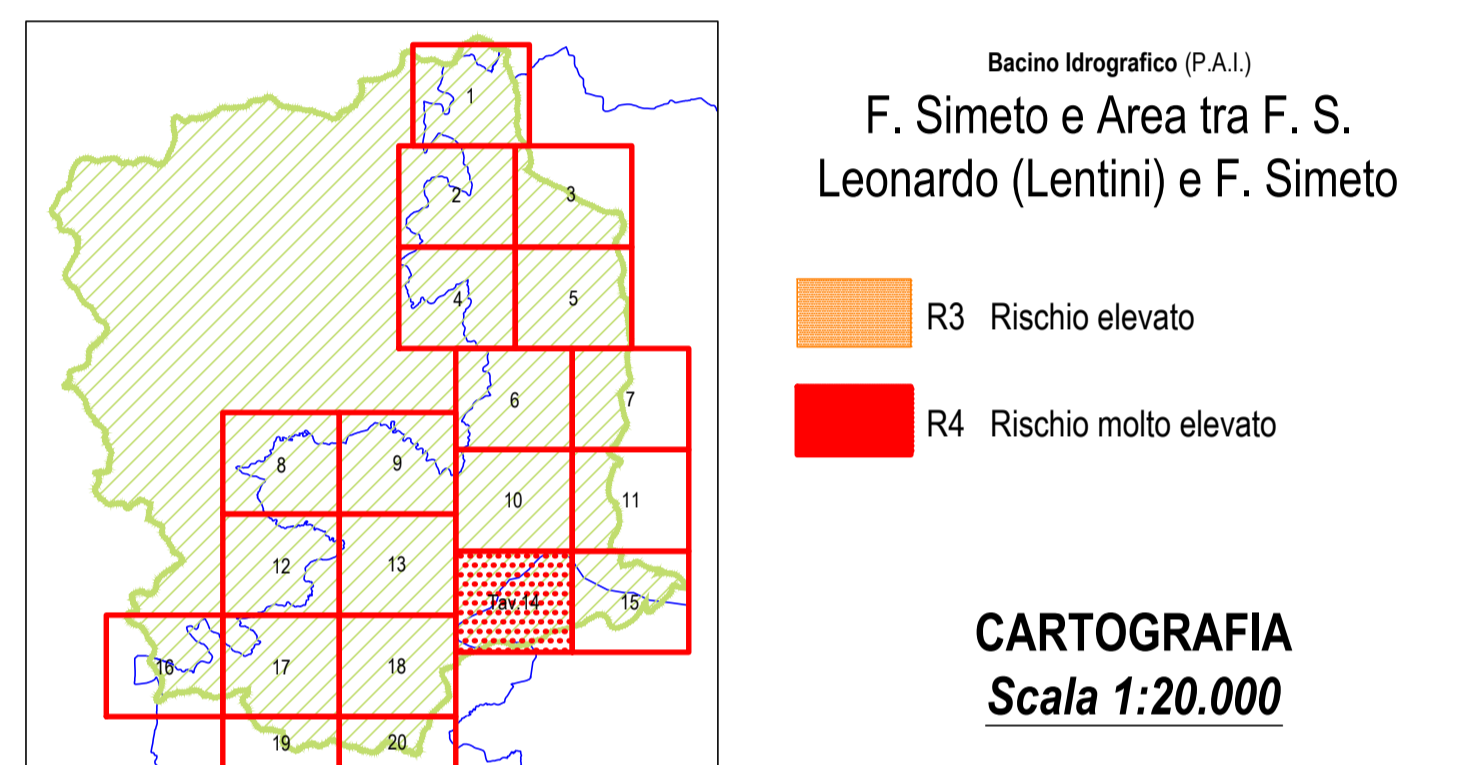 1
2
3
4
5
6
7
8
9
10
11
12
13
Tav.14
15
16
17
18
19
20
Bacino Idrografico (P.A.I.)
F. Simeto e Area tra F. S.
Leonardo (Lentini) e F. Simeto
R3 Rischio elevato
R4 Rischio molto elevato
CARTOGRAFIA
Scala 1:20.000